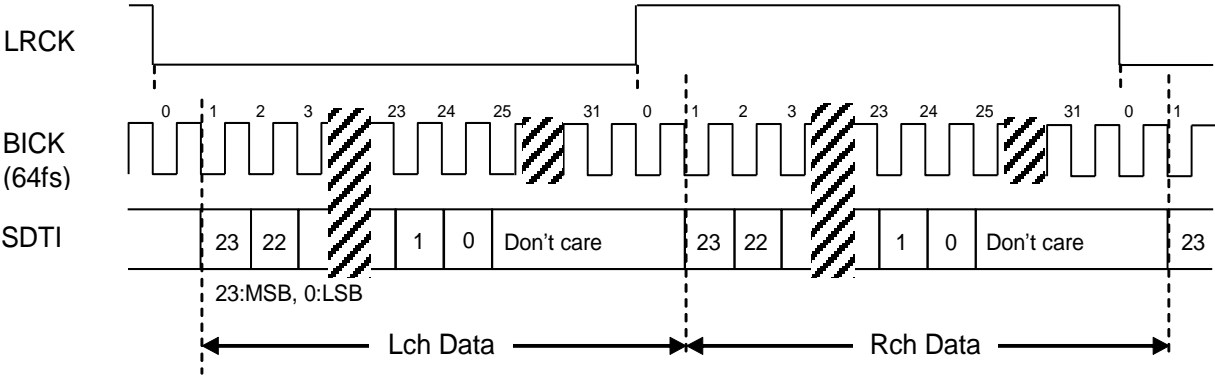 LRCK
0 1 2 3 23 24 25 31 0 1 2 3 23 24 25 31 0 1
BICK
(64fs)
SDTI 23 22 1 0 Don't care 23 22 1 0 Don't care 23
23:MSB, 0:LSB
Lch Data Rch Data